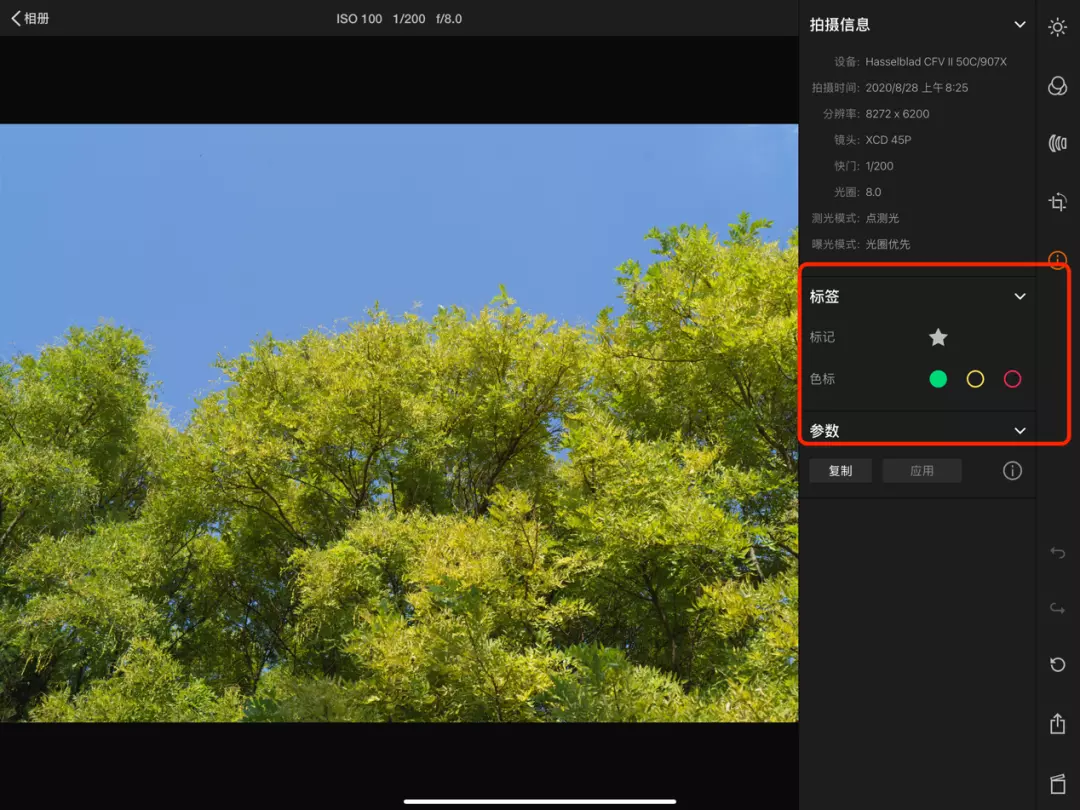 相册
ISO 100 1/200 f/8.0
拍摄信息
设备: Hasselblad CFV II 50C/907X
拍摄时间: 2020/8/28 上午 8:25
分辨率: 8272 x 6200
镜头: XCD 45P
快门: 1/200
光圈: 8.0
测光模式: 点测光
曝光模式: 光圈优先
标签
标记
色标
参数
复制 应用